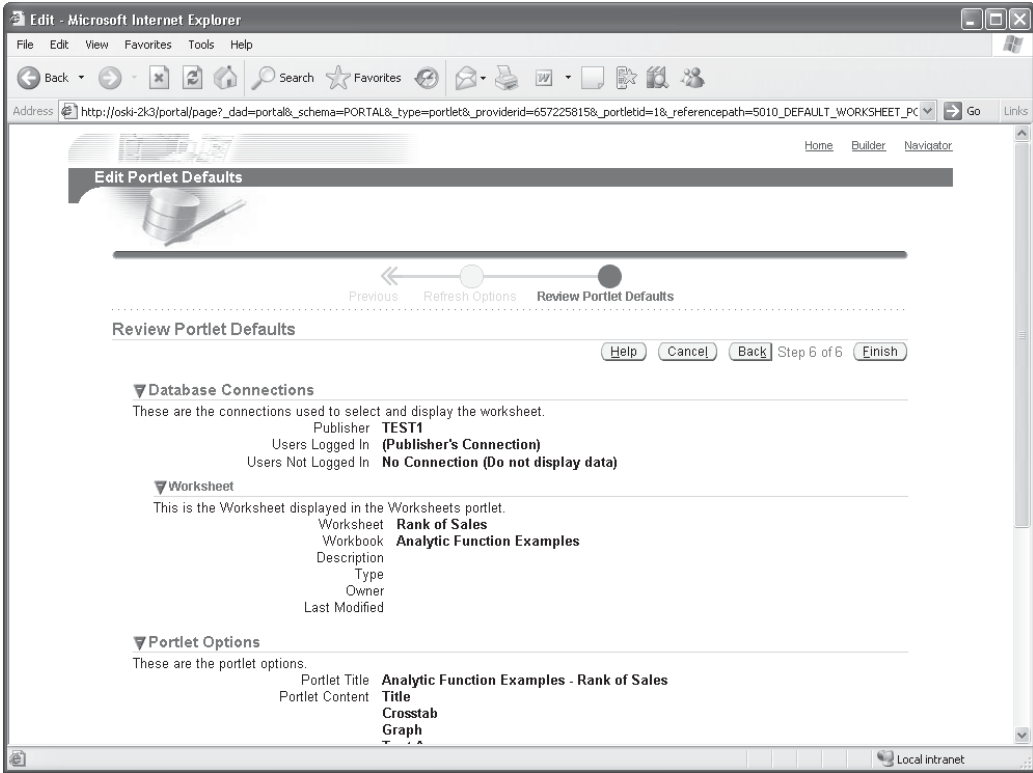 Edit - Microsoft Internet Explorer
File Edit View Favorites Tools Help
Back Search Favorites
Address http://oski-2k3/portal/page?_dad=portal&_schema=PORTAL&_type=portlet&_providerid=657225815&_portletid=1&_referencepath=5010_DEFAULT_WORKSHEET_PC Go Links
Home Builder Navigator
Edit Portlet Defaults
Previous Refresh Options Review Portlet Defaults
Review Portlet Defaults
Help Cancel Back Step 6 of 6 Finish
Database Connections
These are the connections used to select and display the worksheet.
Publisher TEST1
Users Logged In (Publisher's Connection)
Users Not Logged In No Connection (Do not display data)
Worksheet
This is the Worksheet displayed in the Worksheets portlet.
Worksheet Rank of Sales
Workbook Analytic Function Examples
Description
Type
Owner
Last Modified
Portlet Options
These are the portlet options.
Portlet Title Analytic Function Examples - Rank of Sales
Portlet Content Title
Crosstab
Graph
Local intranet